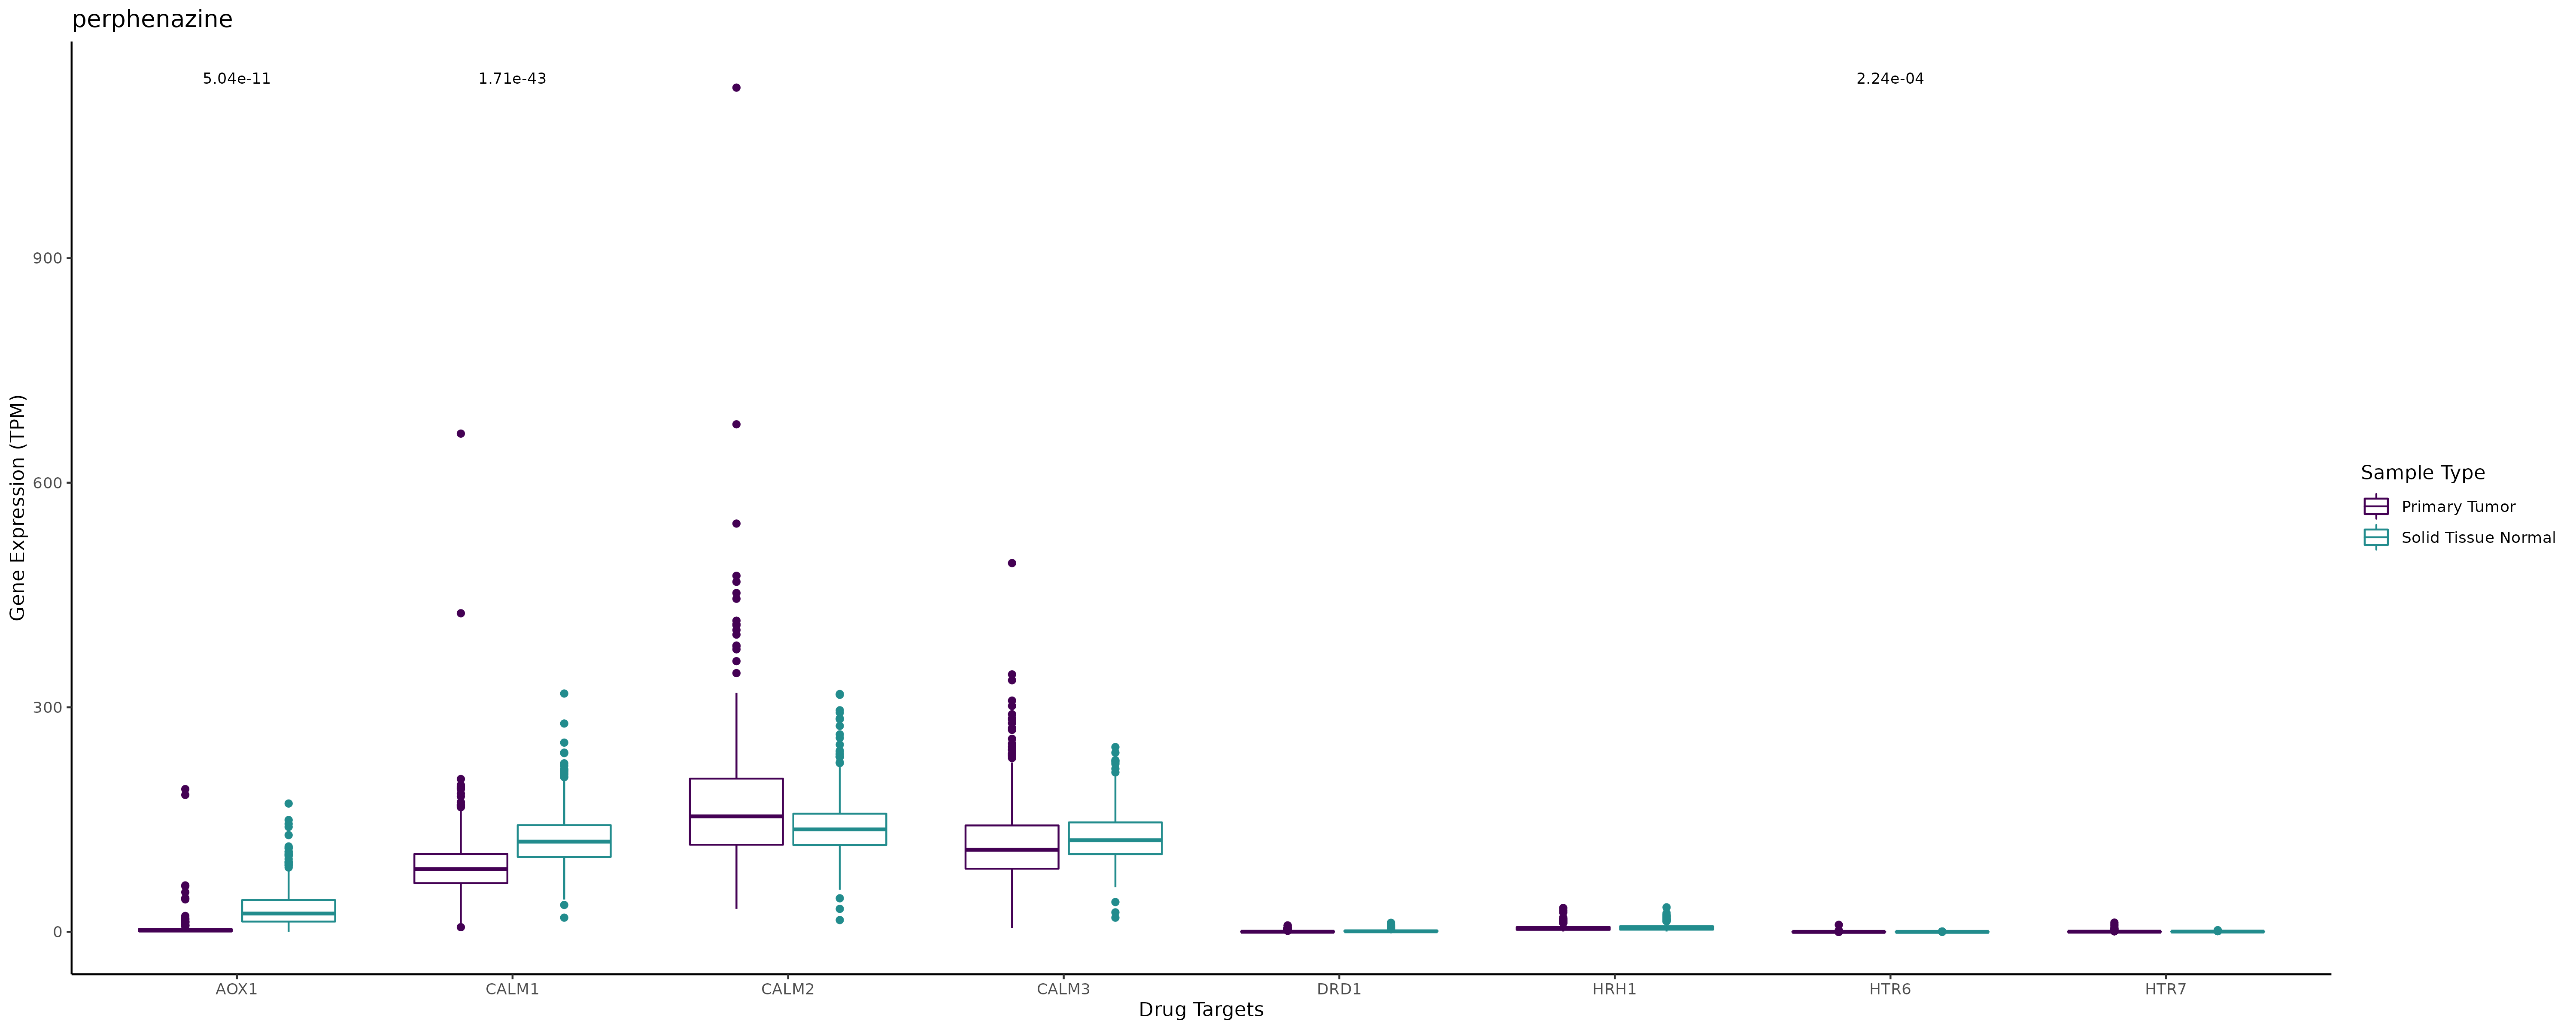 perphenazine
5.04e-11 1.71e-43 2.24e-04
Gene Expression (TPM)
900
600
300
0
AOX1 CALM1 CALM2 CALM3 DRD1 HRH1 HTR6 HTR7
Drug Targets
Sample Type
Primary Tumor
Solid Tissue Normal